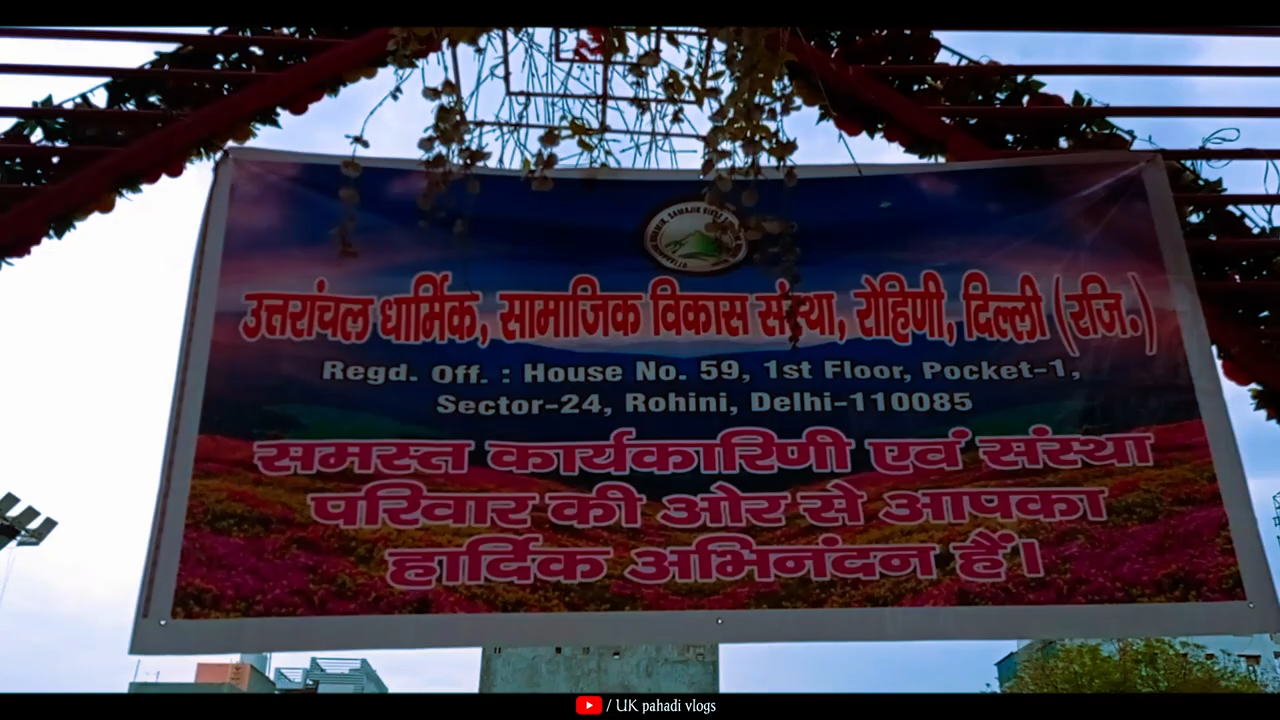 उत्तरांचल धार्मिक, सामाजिक विकास संस्था, रोहिणी, दिल्ली (रजि.)
Regd. Off. : House No. 59, 1st Floor, Pocket-1,
Sector-24, Rohini, Delhi-110085
समस्त कार्यकारिणी एवं संस्था
परिवार की ओर से आपका
हार्दिक अभिनंदन हैं।
/ UK pahadi vlogs